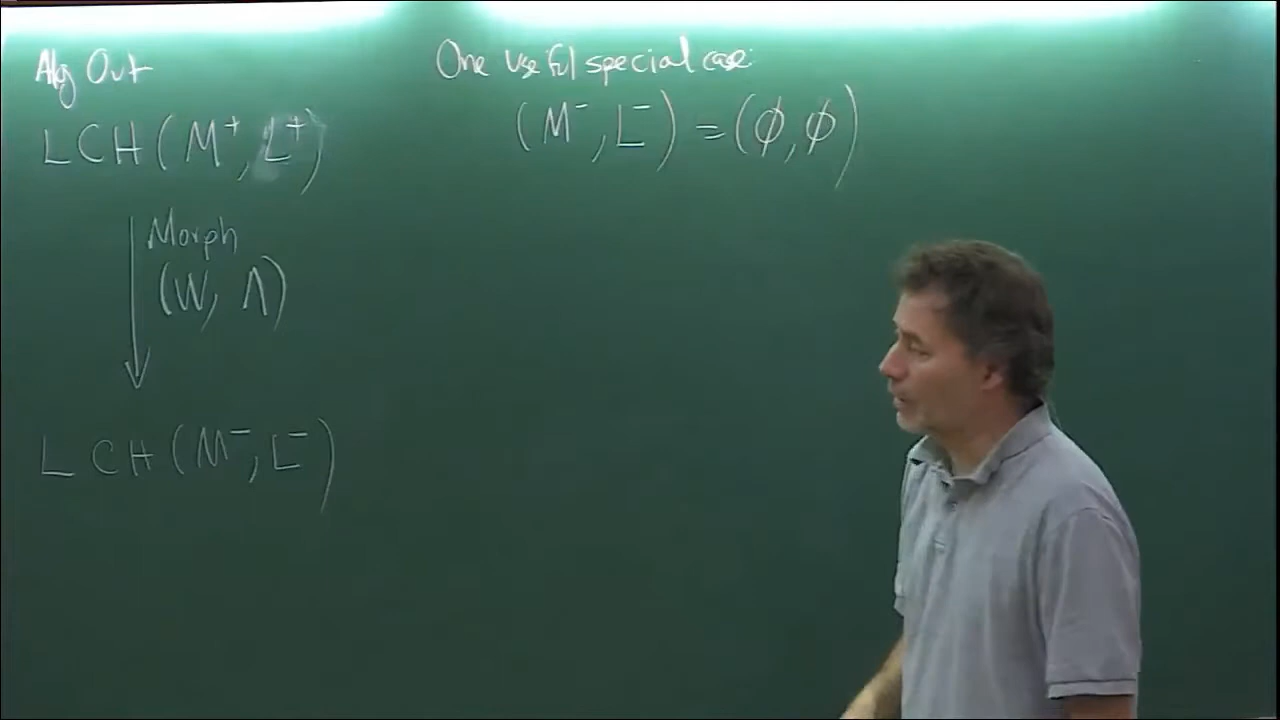 Alg Out
LCH(M⁺, L⁺)
Morph
(W, Λ)
LCH(M⁻, L⁻)
One useful special case:
(M⁻, L⁻) = (∅, ∅)